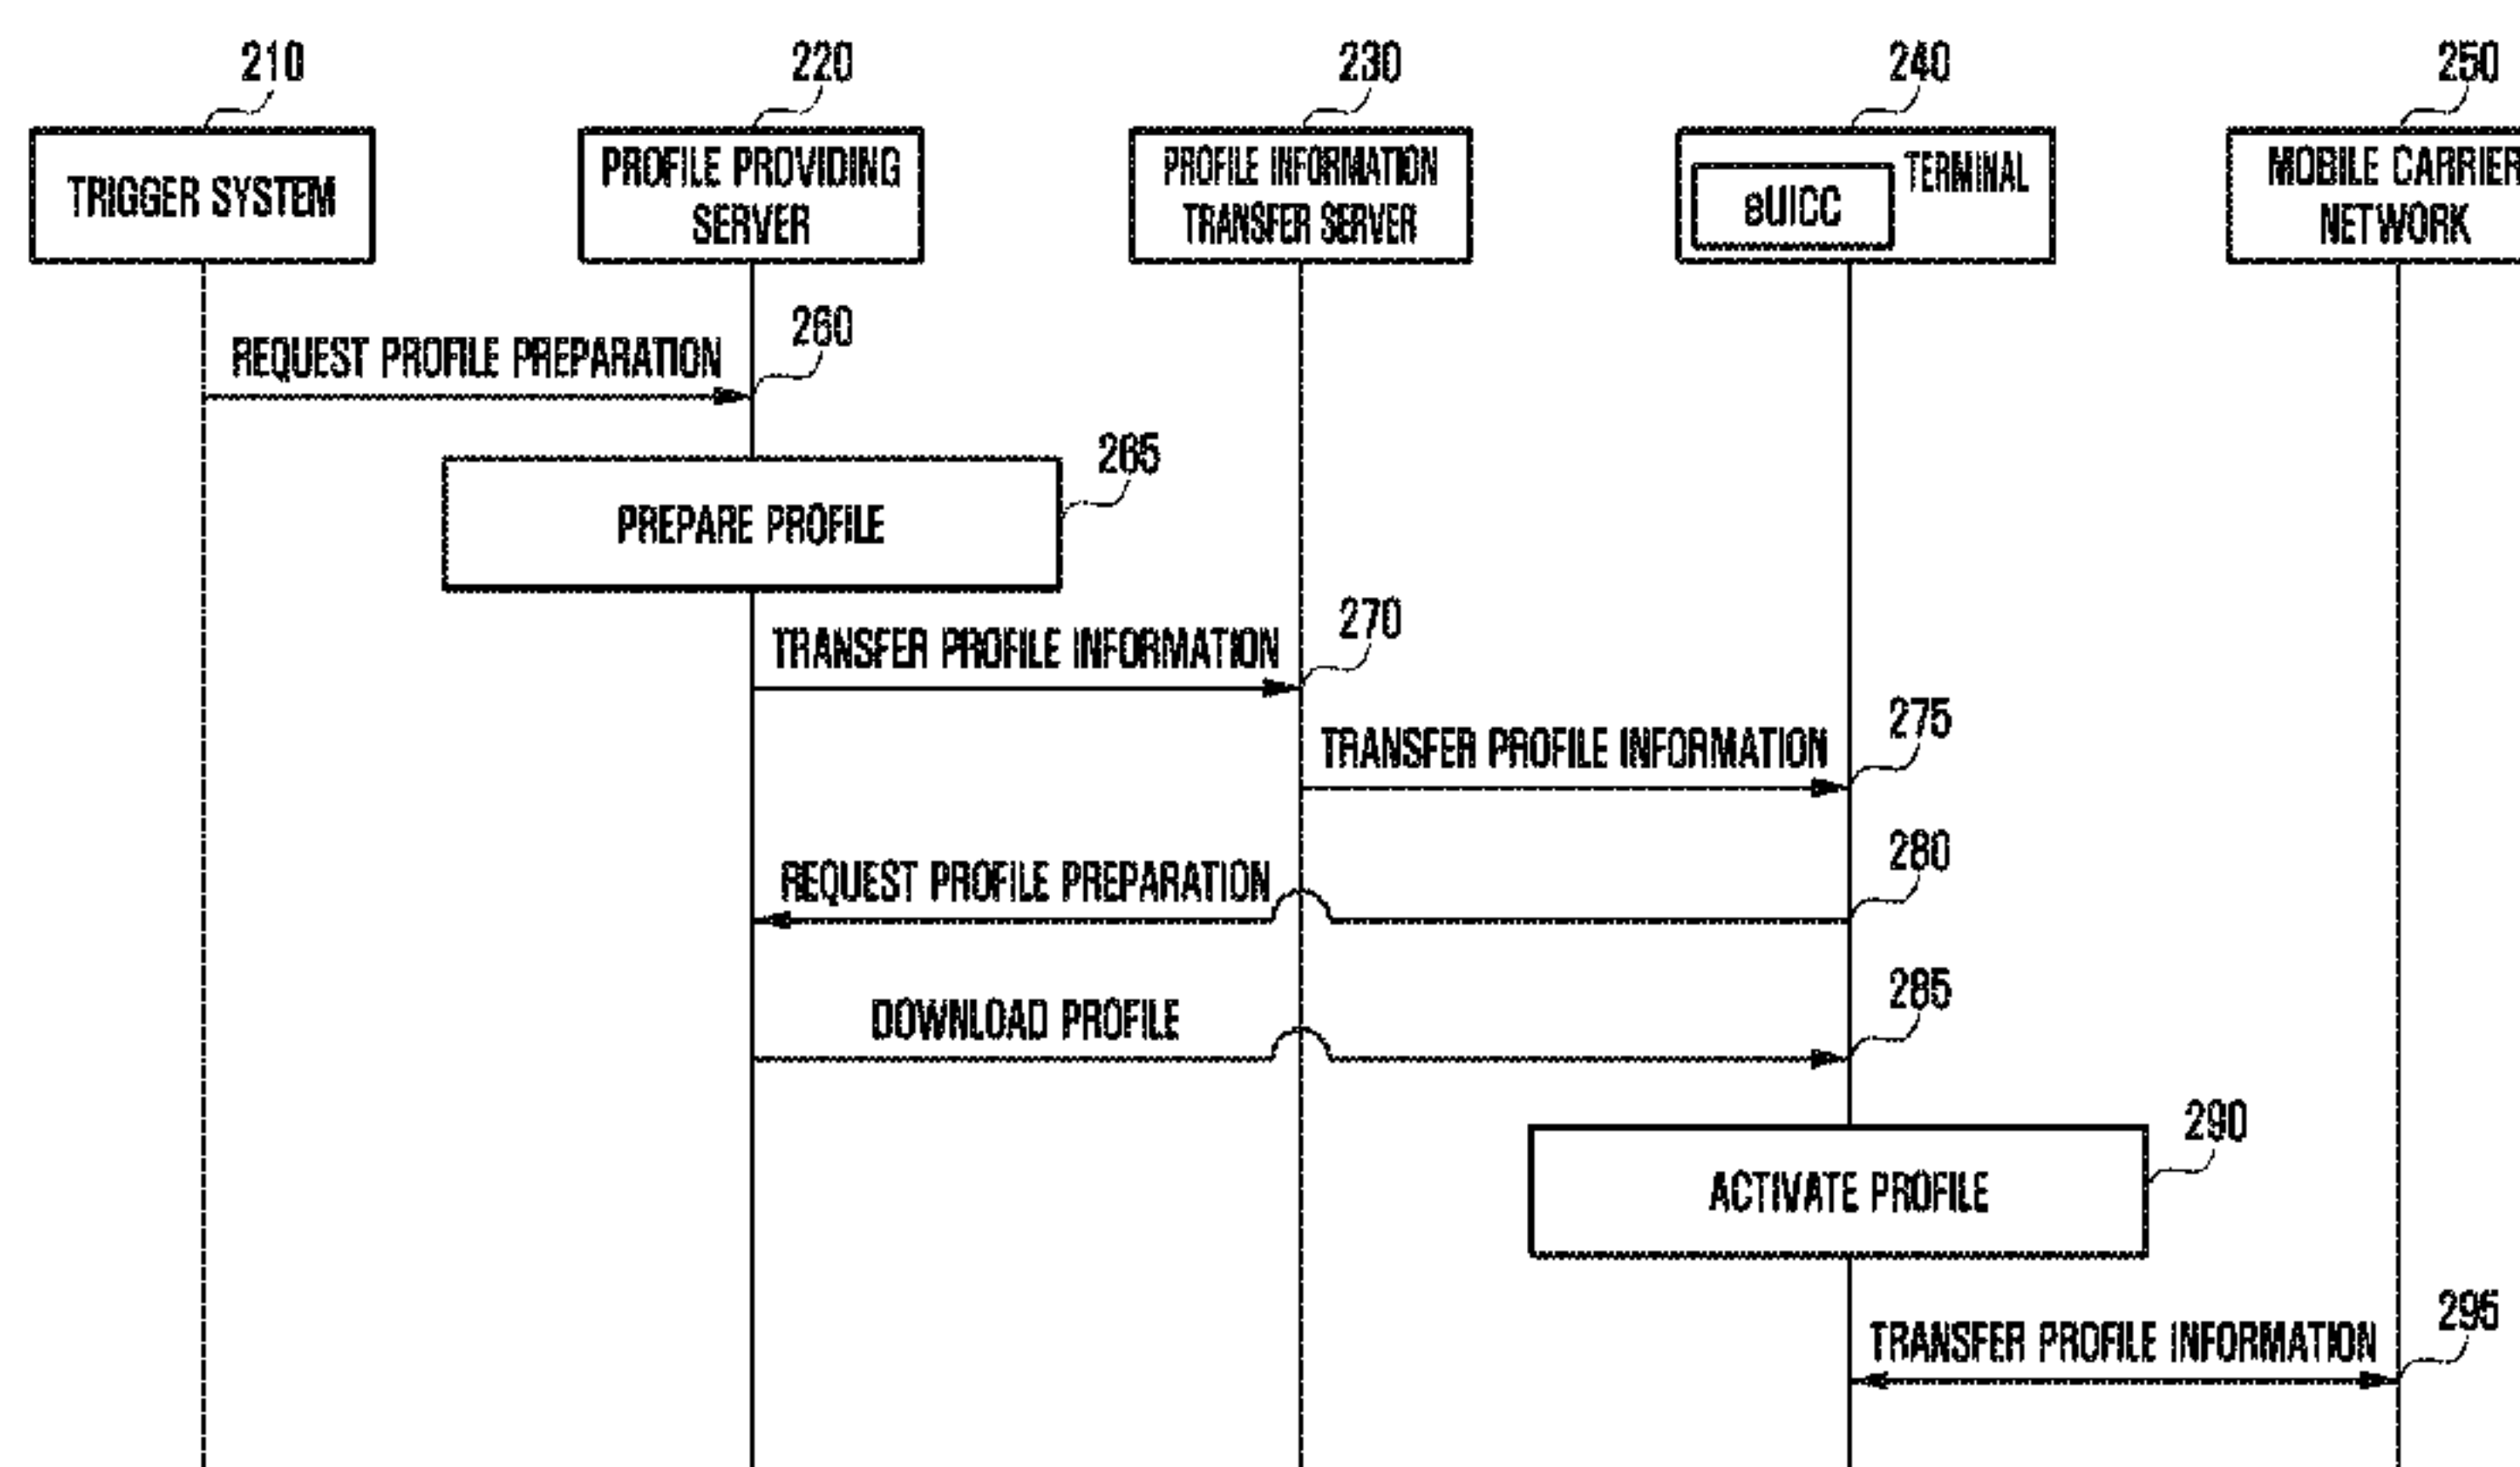 210
220
230
240
250
TRIGGER SYSTEM
PROFILE PROVIDING
SERVER
PROFILE INFORMATION
TRANSFER SERVER
eUICC
TERMINAL
MOBILE CARRIER
NETWORK
REQUEST PROFILE PREPARATION
260
PREPARE PROFILE
265
TRANSFER PROFILE INFORMATION
270
TRANSFER PROFILE INFORMATION
275
REQUEST PROFILE PREPARATION
280
DOWNLOAD PROFILE
285
ACTIVATE PROFILE
290
TRANSFER PROFILE INFORMATION
295